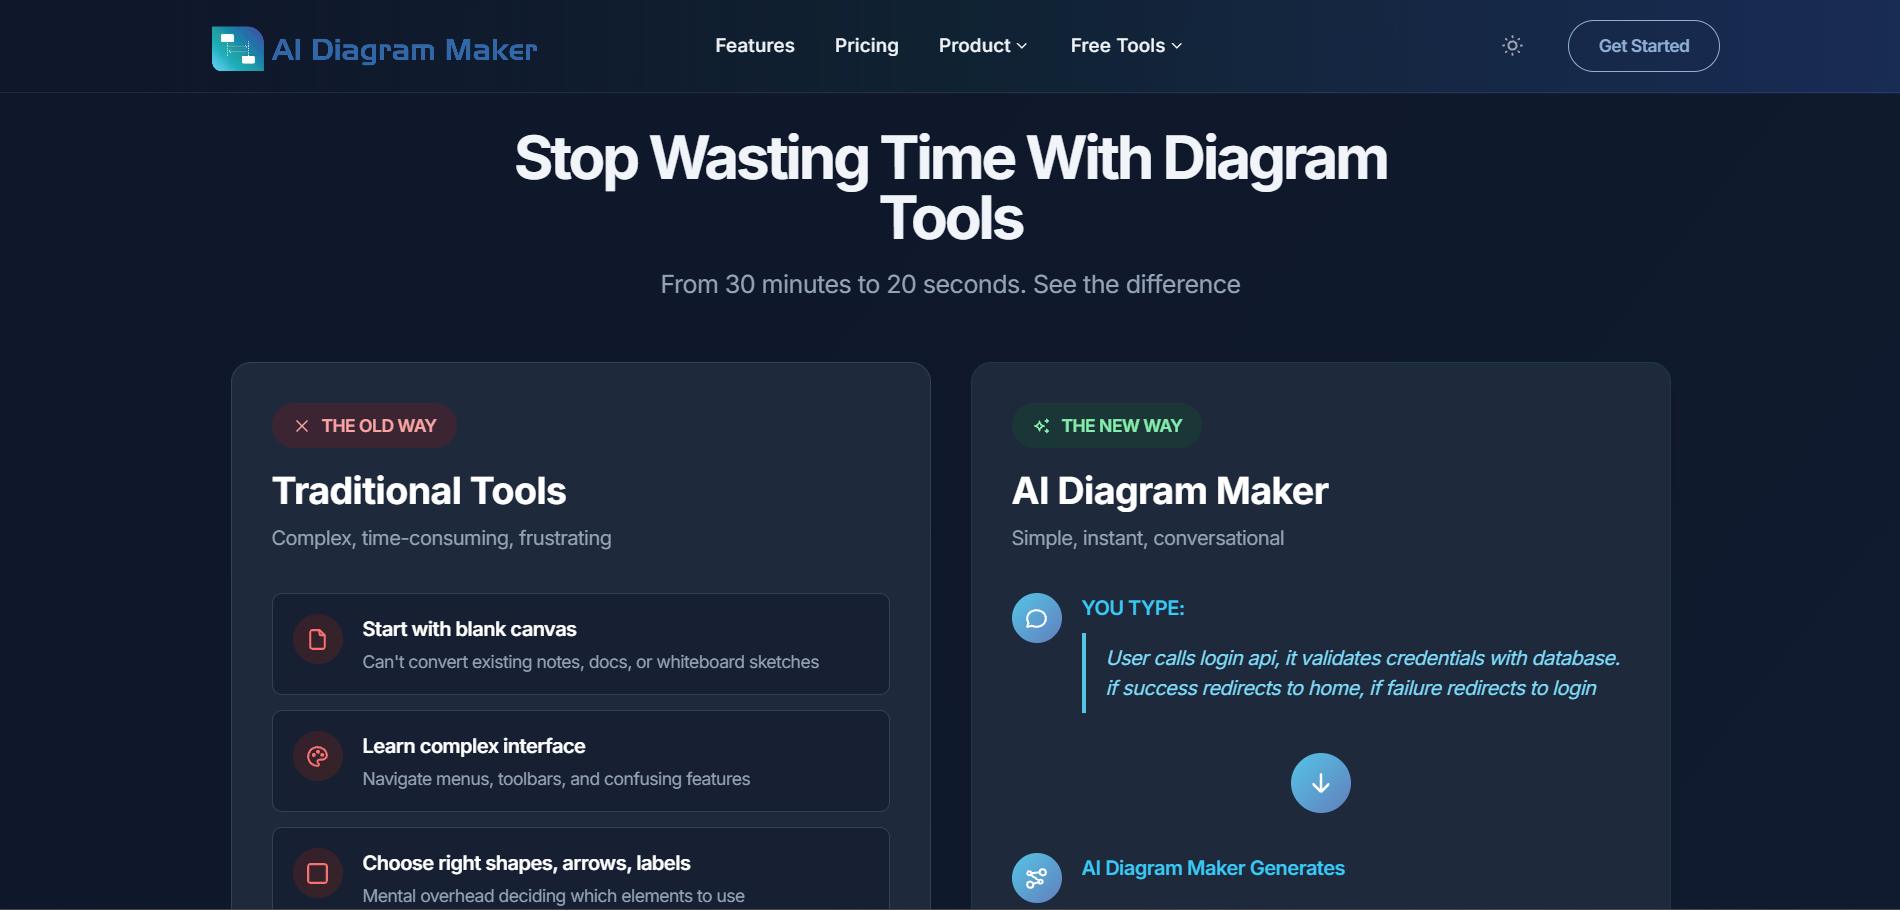 AI Diagram Maker
Features
Pricing
Product
Free Tools
Get Started
Stop Wasting Time With Diagram
Tools
From 30 minutes to 20 seconds. See the difference
THE OLD WAY
Traditional Tools
Complex, time-consuming, frustrating
Start with blank canvas
Can't convert existing notes, docs, or whiteboard sketches
Learn complex interface
Navigate menus, toolbars, and confusing features
Choose right shapes, arrows, labels
Mental overhead deciding which elements to use
THE NEW WAY
AI Diagram Maker
Simple, instant, conversational
YOU TYPE:
User calls login api, it validates credentials with database.
if success redirects to home, if failure redirects to login
AI Diagram Maker Generates